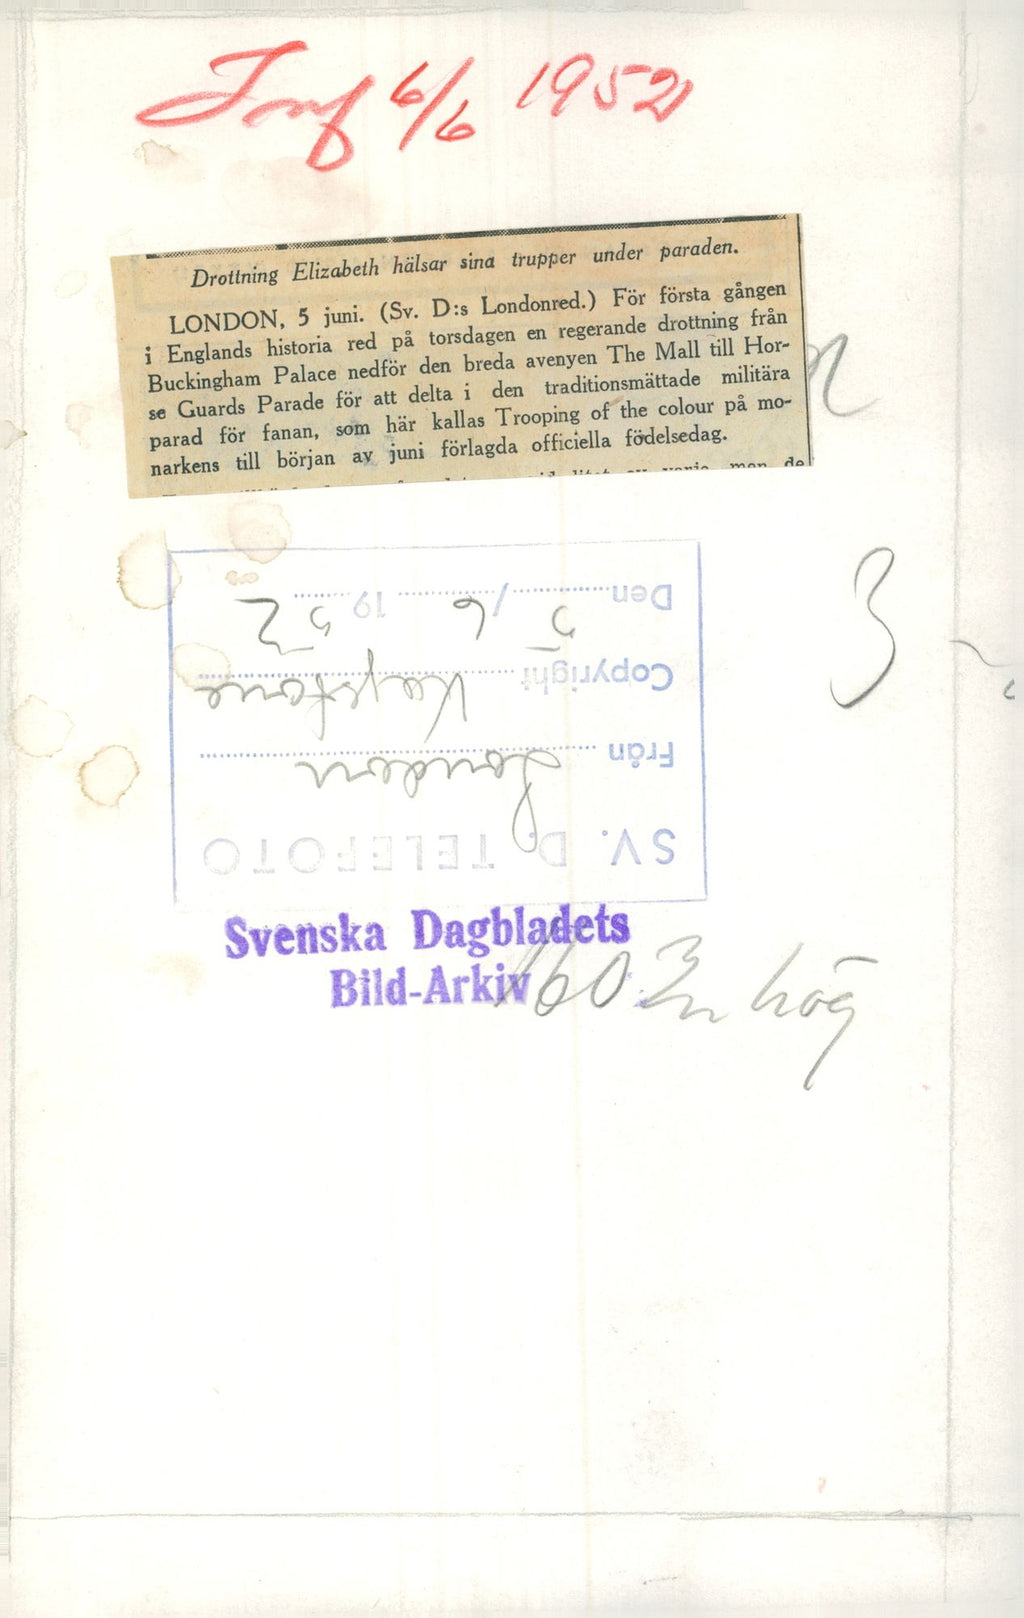 Inf 6/6 1952
Drottning Elizabeth hälsar sina trupper under paraden.
LONDON, 5 juni. (Sv. D:s Londonred.) För första gången
i Englands historia red på torsdagen en regerande drottning från
Buckingham Palace nedför den breda avenyen The Mall till Hor-
se Guards Parade för att delta i den traditionsmättade militära
parad för fanan, som här kallas Trooping of the colour på mo-
narkens till början av juni förlagda officiella födelsedag.
SV. D. TELEFOTO
Från London
Copyright Keystone
Den 5/6 1952
3
Svenska Dagbladets
Bild-Arkiv
160 hög